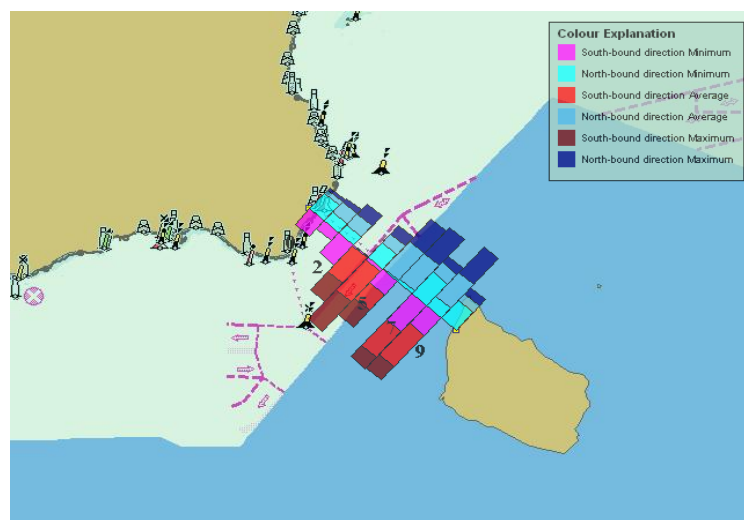 Colour Explanation
South-bound direction Minimum
North-bound direction Minimum
South-bound direction Average
North-bound direction Average
South-bound direction Maximum
North-bound direction Maximum
2
5
7
9